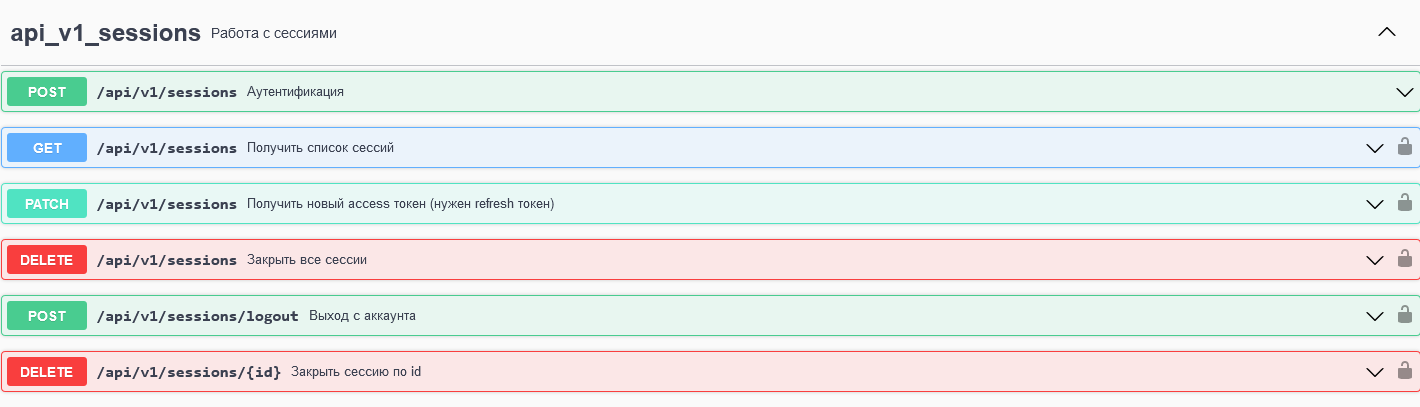 api_v1_sessions Работа с сессиями
POST /api/v1/sessions Аутентификация
GET /api/v1/sessions Получить список сессий
PATCH /api/v1/sessions Получить новый access токен (нужен refresh токен)
DELETE /api/v1/sessions Закрыть все сессии
POST /api/v1/sessions/logout Выход с аккаунта
DELETE /api/v1/sessions/{id} Закрыть сессию по id